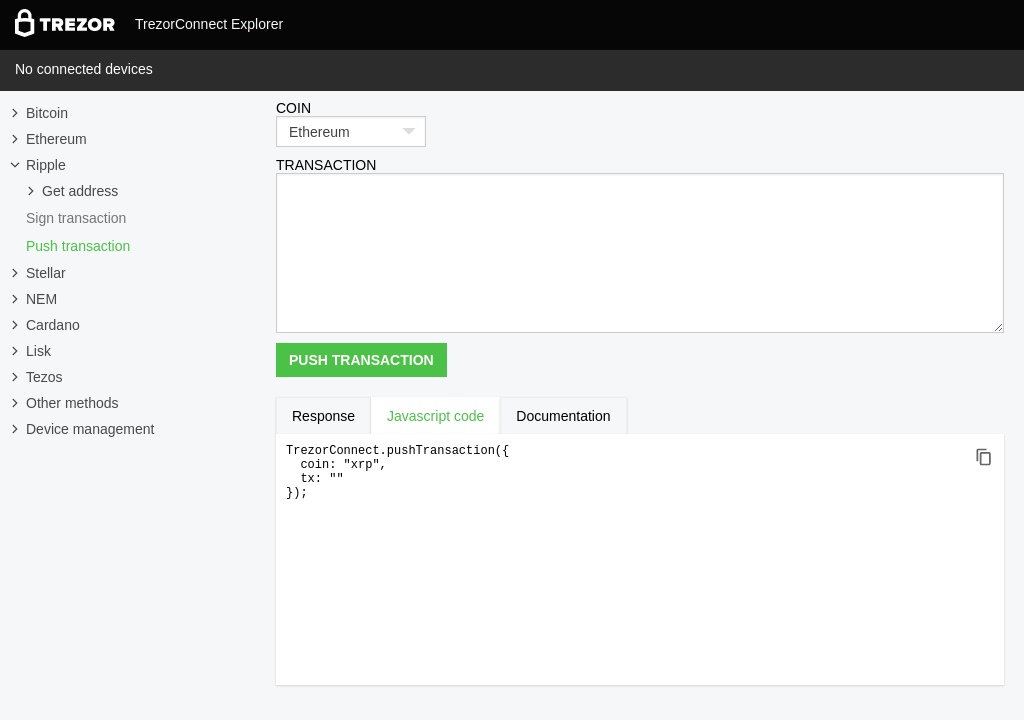 TREZOR TrezorConnect Explorer
No connected devices
Bitcoin
Ethereum
Ripple
Get address
Sign transaction
Push transaction
Stellar
NEM
Cardano
Lisk
Tezos
Other methods
Device management
COIN
Ethereum
TRANSACTION
PUSH TRANSACTION
Response Javascript code Documentation
TrezorConnect.pushTransaction({
  coin: "xrp",
  tx: ""
});